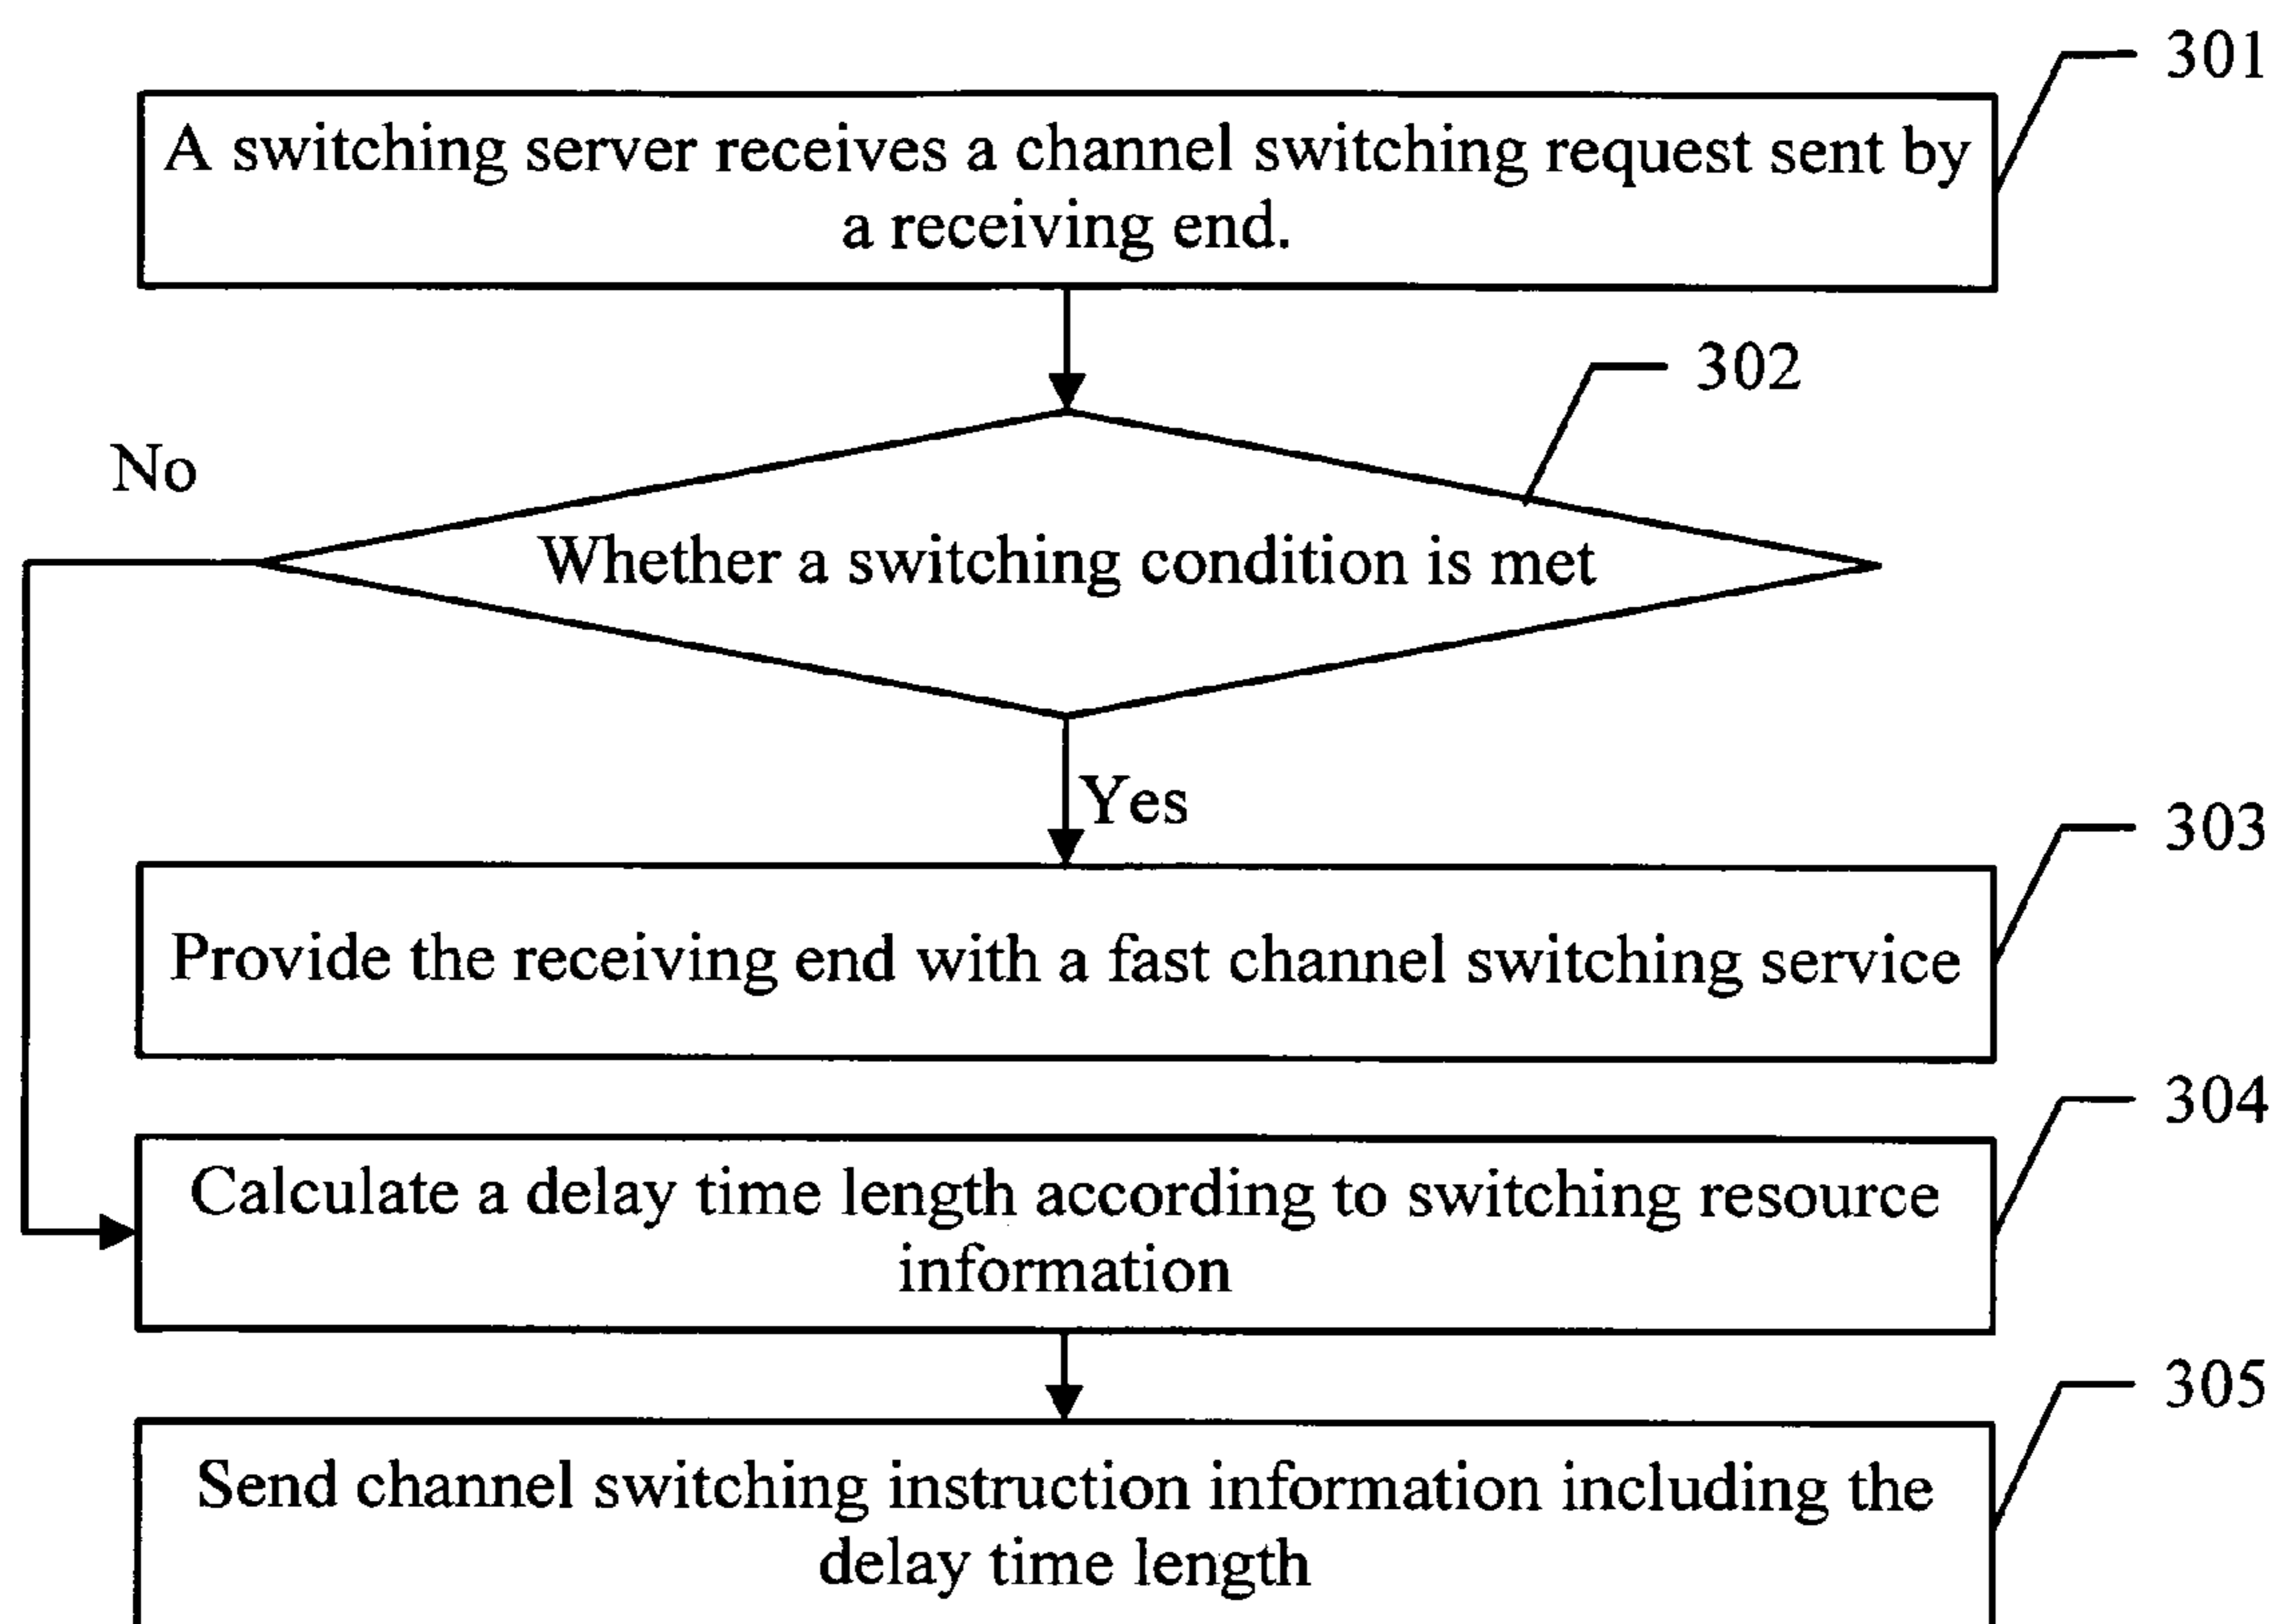 301
A switching server receives a channel switching request sent by
a receiving end.
302
No
Whether a switching condition is met
Yes
303
Provide the receiving end with a fast channel switching service
304
Calculate a delay time length according to switching resource
information
305
Send channel switching instruction information including the
delay time length